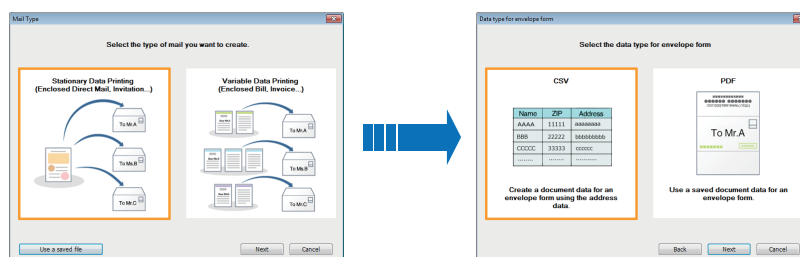 Mail Type
Select the type of mail you want to create.
Stationary Data Printing
(Enclosed Direct Mail, Invitation...)
To Mr.A
To Ms.B
To Mr.C
Variable Data Printing
(Enclosed Bill, Invoice...)
To Mr.A
To Ms.B
To Mr.C
Use a saved file
Next
Cancel
Data type for envelope form
Select the data type for envelope form
CSV
Name ZIP Address
AAAA 11111 aaaaaaaaa
BBB 22222 bbbbbbbbb
CCCCC 33333 cccccc
........ ........ ...........
Create a document data for an
envelope form using the address
data.
PDF
To Mr.A
Use a saved document data for an
envelope form.
Back
Next
Cancel